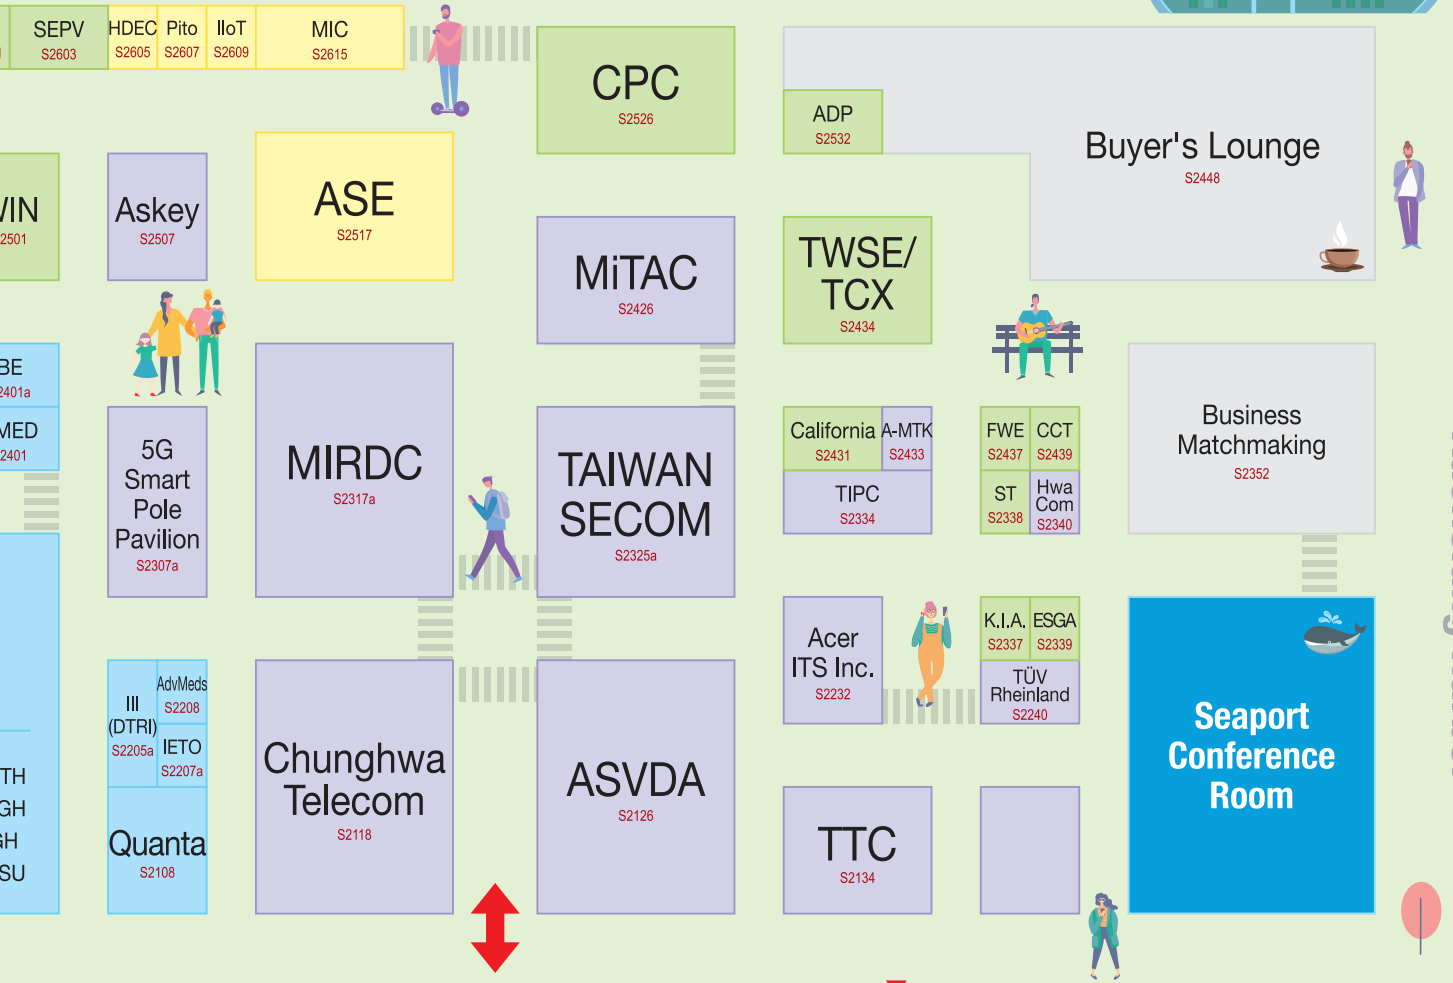 SEPV
S2603
HDEC
S2605
Pito
S2607
IIoT
S2609
MIC
S2615
CPC
S2526
ADP
S2532
Buyer's Lounge
S2448
WIN
2501
Askey
S2507
ASE
S2517
MiTAC
S2426
TWSE/
TCX
S2434
BE
2401a
MED
2401
5G
Smart
Pole
Pavilion
S2307a
MIRDC
S2317a
TAIWAN
SECOM
S2325a
California
S2431
A-MTK
S2433
TIPC
S2334
FWE
S2437
CCT
S2439
ST
S2338
Hwa
Com
S2340
Business
Matchmaking
S2352
Acer
ITS Inc.
S2232
K.I.A.
S2337
ESGA
S2339
TÜV
Rheinland
S2240
III
(DTRI)
S2205a
AdvMeds
S2208
IETO
S2207a
Quanta
S2108
Chunghwa
Telecom
S2118
ASVDA
S2126
TTC
S2134
Seaport
Conference
Room
TH
GH
GH
SU